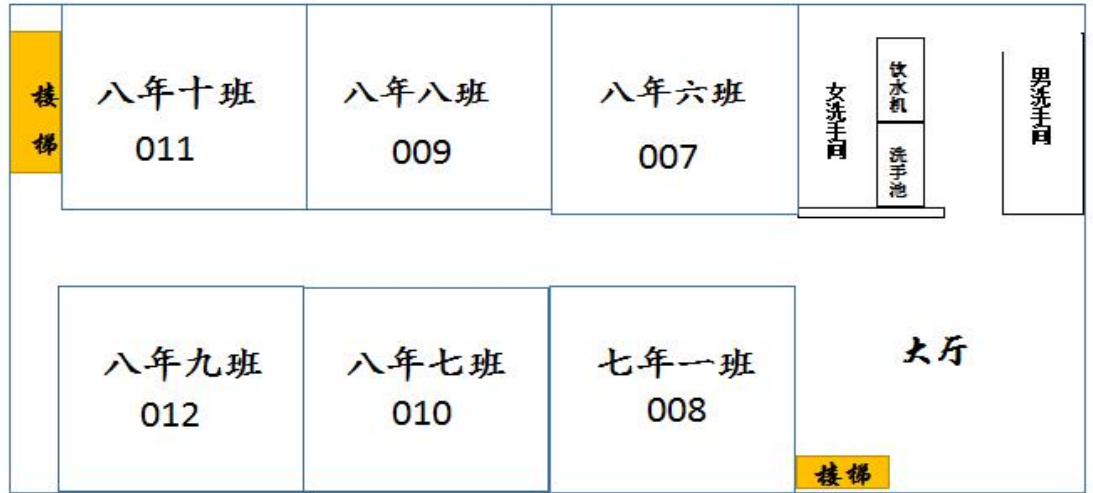 楼梯
八年十班
011
八年八班
009
八年六班
007
女洗手间
饮水机
洗手池
男洗手间
八年九班
012
八年七班
010
七年一班
008
大厅
楼梯